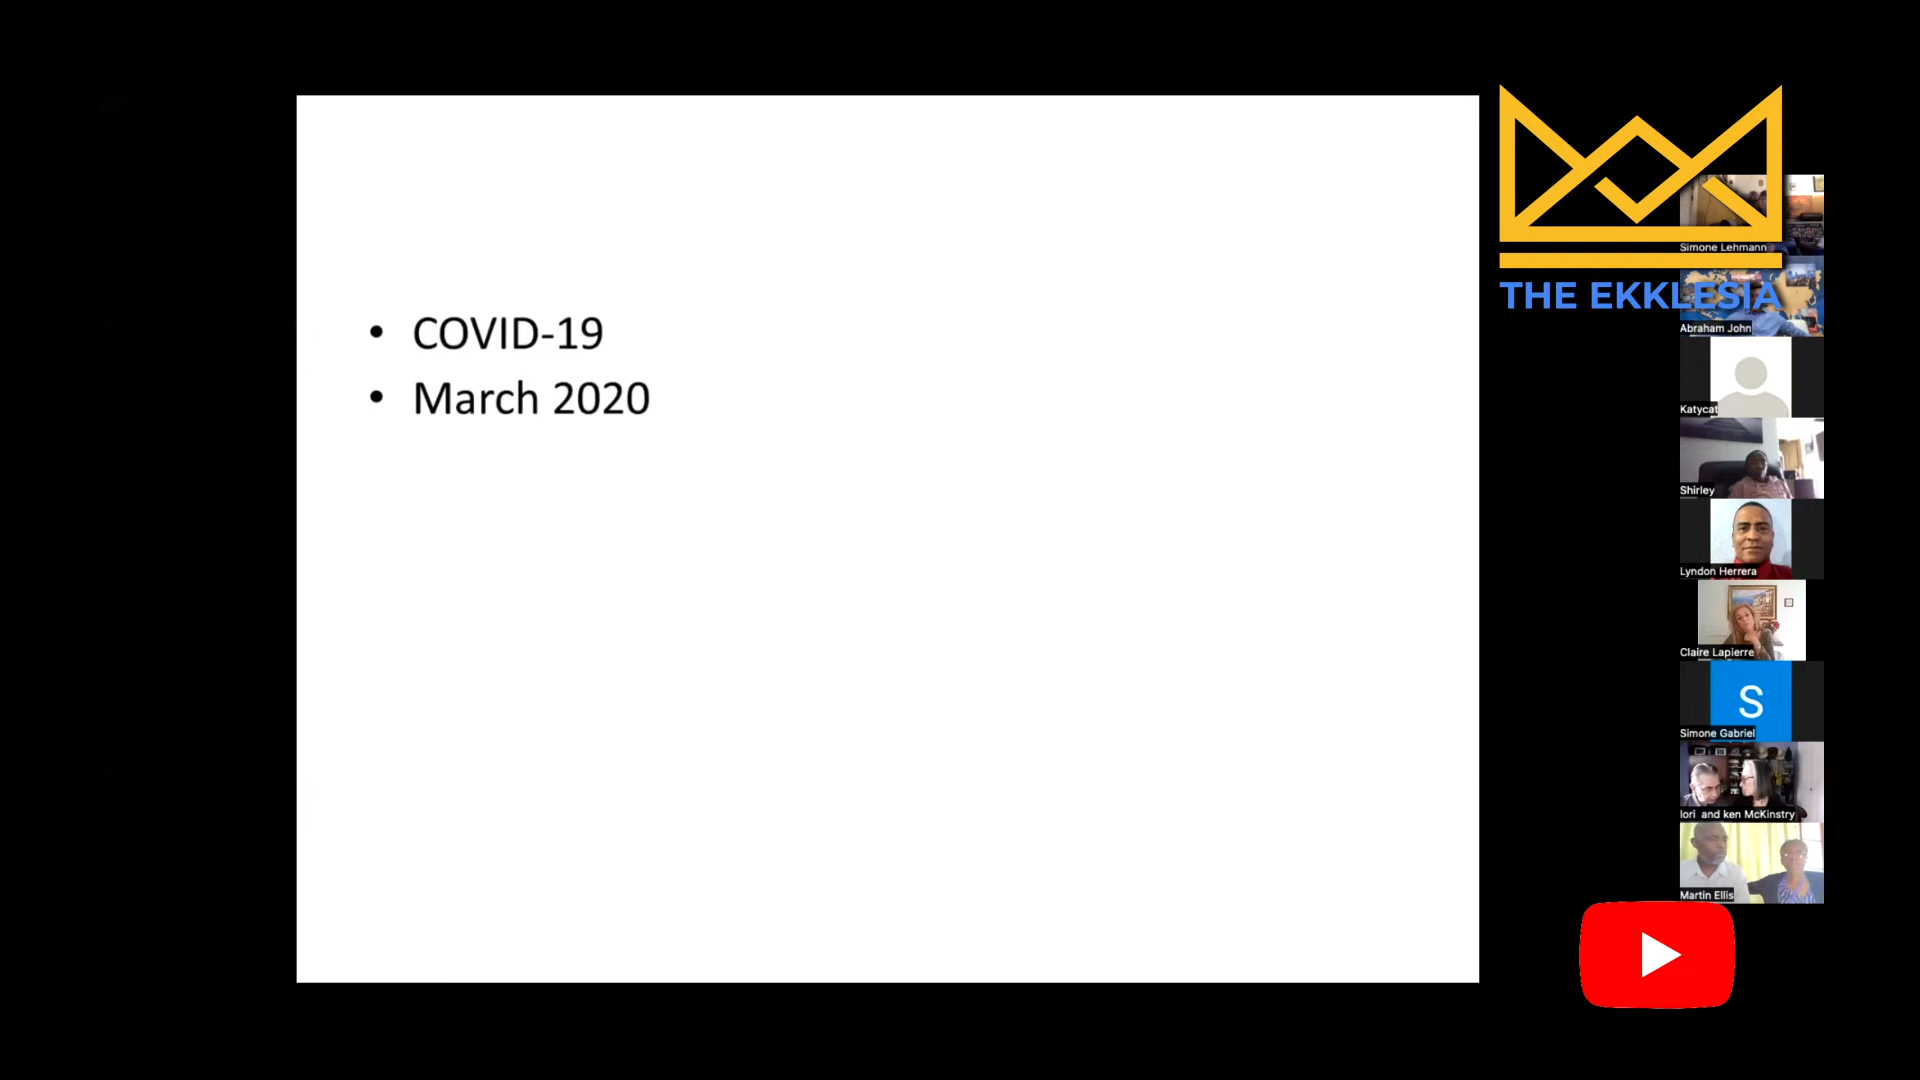 • COVID-19
• March 2020
THE EKKLESIA
Simone Lehmann
Abraham John
Katycat
Shirley
Lyndon Herrera
Claire Lapierre
S
Simone Gabriel
lori and ken McKinstry
Martin Ellis